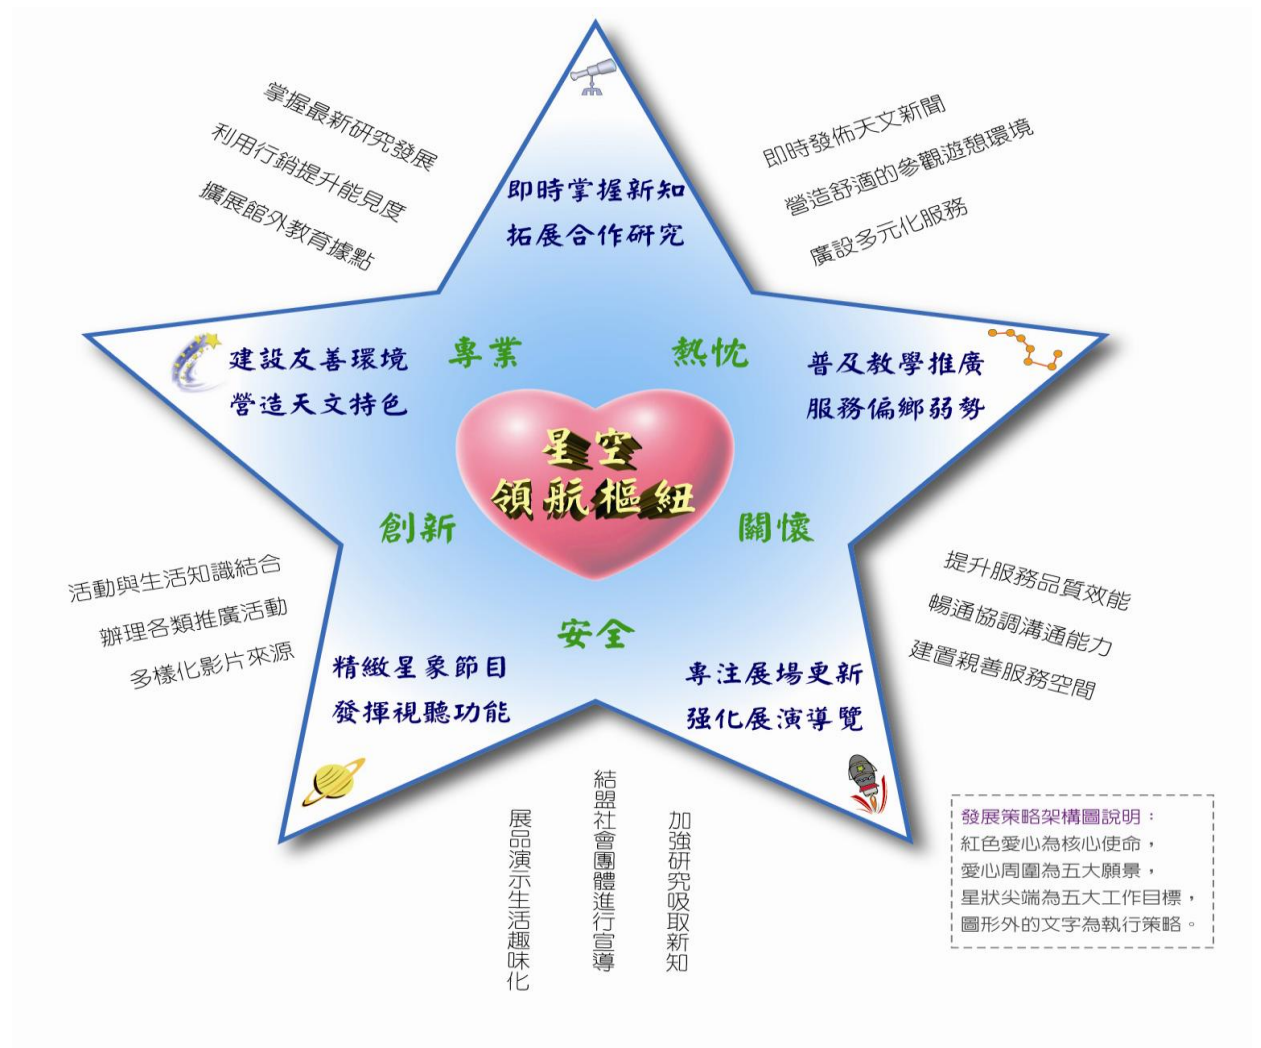 掌握最新研究發展
利用行銷提升能見度
擴展館外教育據點
即時發佈天文新聞
營造舒適的參觀遊憩環境
廣設多元化服務
即時掌握新知
拓展合作研究
建設友善環境
營造天文特色
專業
熱忱
普及教學推廣
服務偏鄉弱勢
星空
領航樞紐
創新
關懷
安全
活動與生活知識結合
辦理各類推廣活動
多樣化影片來源
提升服務品質效能
暢通協調溝通能力
建置親善服務空間
精緻星象節目
發揮視聽功能
專注展場更新
強化展演導覽
展品演示生活趣味化
結盟社會團體進行宣導
加強研究吸取新知
發展策略架構圖說明：
紅色愛心為核心使命，
愛心周圍為五大願景，
星狀尖端為五大工作目標，
圖形外的文字為執行策略。